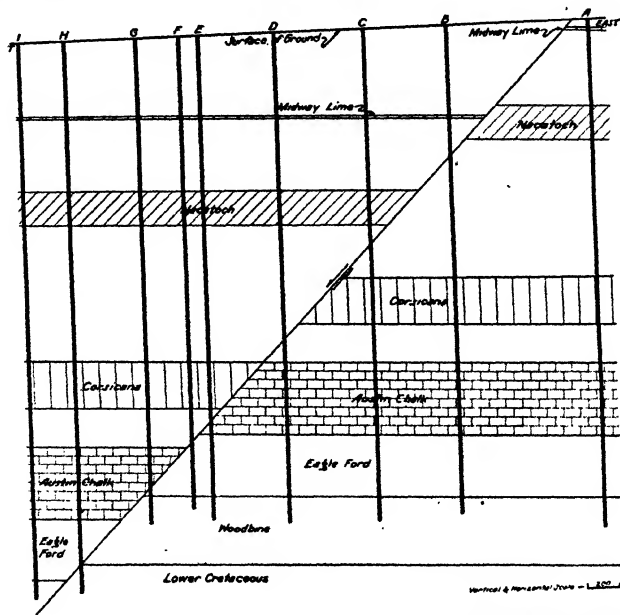 I H G F E D C B A
EAST
Surface of Ground
Midway Lime
Midway Lime
Nacatoch
Nacatoch
Corsicana
Corsicana
Austin Chalk
Austin Chalk
Eagle Ford
Eagle
Ford
Woodbine
Lower Cretaceous
Vertical & Horizontal Scale